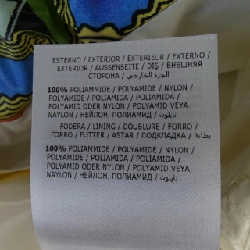 ESTERNO / EXTERIOR / EXTERIEUR / EXTERNO /
EXTERIOR / AUSSENSEITE / DIŞ / ВНЕШНЯЯ
СТОРОНА / الجزء الخارجي
100% POLIAMMIDE / POLYAMIDE / NYLON /
POLYAMIDE / POLIAMIDA / POLIAMIDA /
POLYAMID ODER NYLON / POLYAMID VEYA
NAYLON / НЕЙЛОН, ПОЛИАМИД / نايلون
FODERA / LINING / DOUBLURE / FORRO /
FORRO / FUTTER / ASTAR / ПОДКЛАДКА / بطانة
100% POLIAMMIDE / POLYAMIDE / NYLON /
POLYAMIDE / POLIAMIDA / POLIAMIDA /
POLYAMID ODER NYLON / POLYAMID VEYA
NAYLON / НЕЙЛОН, ПОЛИАМИД / نايلون